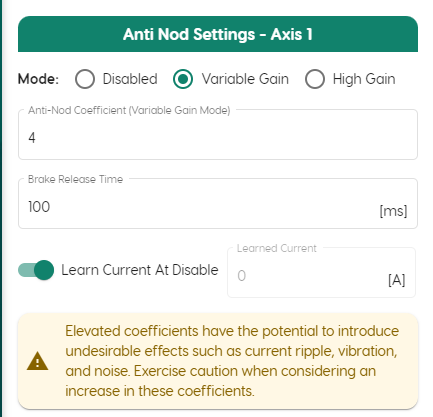 Anti Nod Settings - Axis 1
Mode: Disabled Variable Gain High Gain
Anti-Nod Coefficient (Variable Gain Mode)
4
Brake Release Time
100 [ms]
Learn Current At Disable
Learned Current
0 [A]
Elevated coefficients have the potential to introduce
undesirable effects such as current ripple, vibration,
and noise. Exercise caution when considering an
increase in these coefficients.